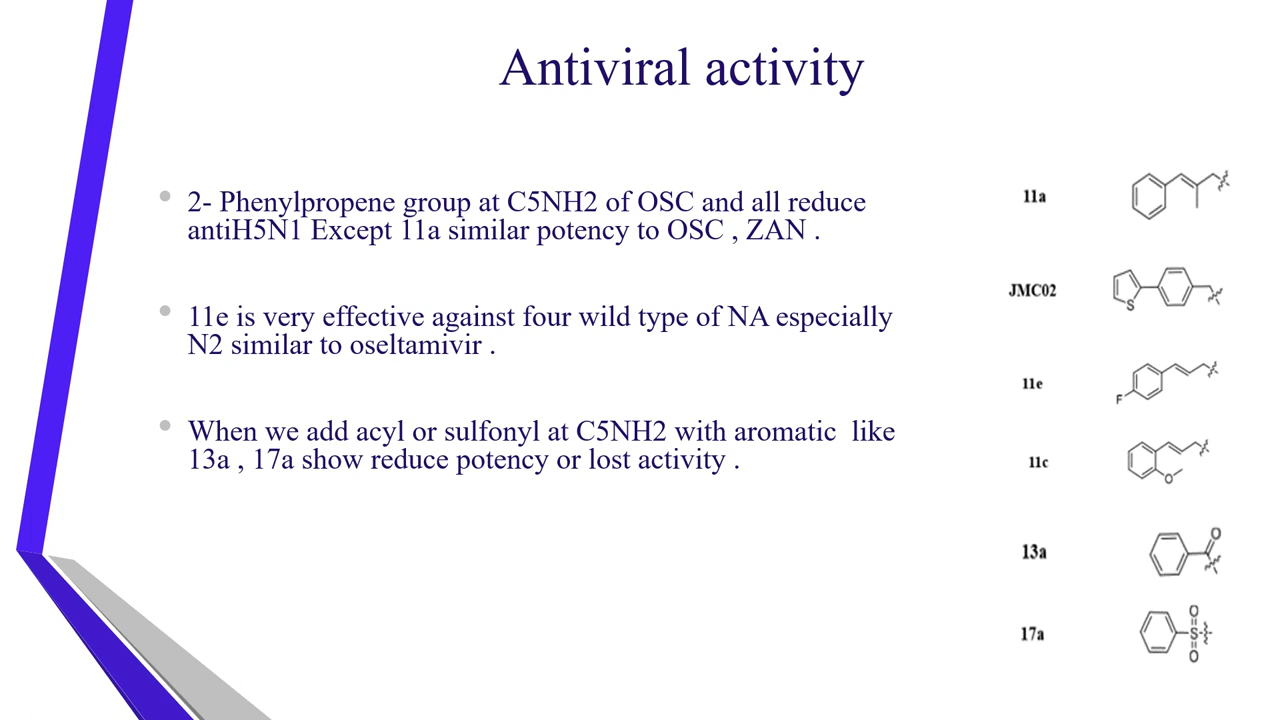 Antiviral activity
2- Phenylpropene group at C5NH2 of OSC and all reduce
antiH5N1 Except 11a similar potency to OSC , ZAN .
11e is very effective against four wild type of NA especially
N2 similar to oseltamivir .
When we add acyl or sulfonyl at C5NH2 with aromatic  like
13a , 17a show reduce potency or lost activity .
11a
JMC02
S
11e
F
11c
O
13a
O
17a
O
S
O